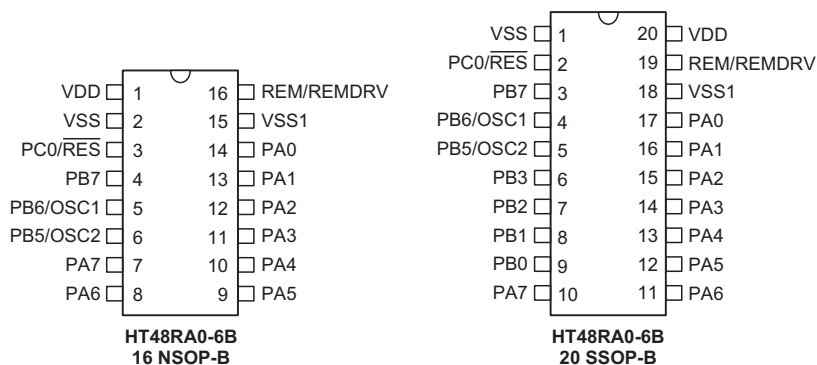 VDD 1 16 REM/REMDRV
VSS 2 15 VSS1
PC0/RES 3 14 PA0
PB7 4 13 PA1
PB6/OSC1 5 12 PA2
PB5/OSC2 6 11 PA3
PA7 7 10 PA4
PA6 8 9 PA5
HT48RA0-6B
16 NSOP-B
VSS 1 20 VDD
PC0/RES 2 19 REM/REMDRV
PB7 3 18 VSS1
PB6/OSC1 4 17 PA0
PB5/OSC2 5 16 PA1
PB3 6 15 PA2
PB2 7 14 PA3
PB1 8 13 PA4
PB0 9 12 PA5
PA7 10 11 PA6
HT48RA0-6B
20 SSOP-B